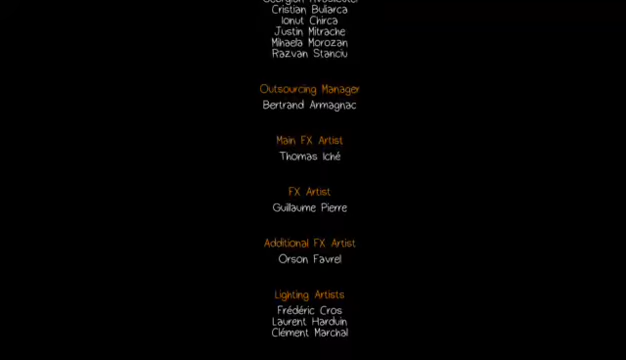 Cristian Buliarca
Ionut Chirca
Justin Mitrache
Mihaela Morozan
Razvan Stanciu
Outsourcing Manager
Bertrand Armagnac
Main FX Artist
Thomas Iché
FX Artist
Guillaume Pierre
Additional FX Artist
Orson Favrel
Lighting Artists
Frédéric Cros
Laurent Harduin
Clément Marchal